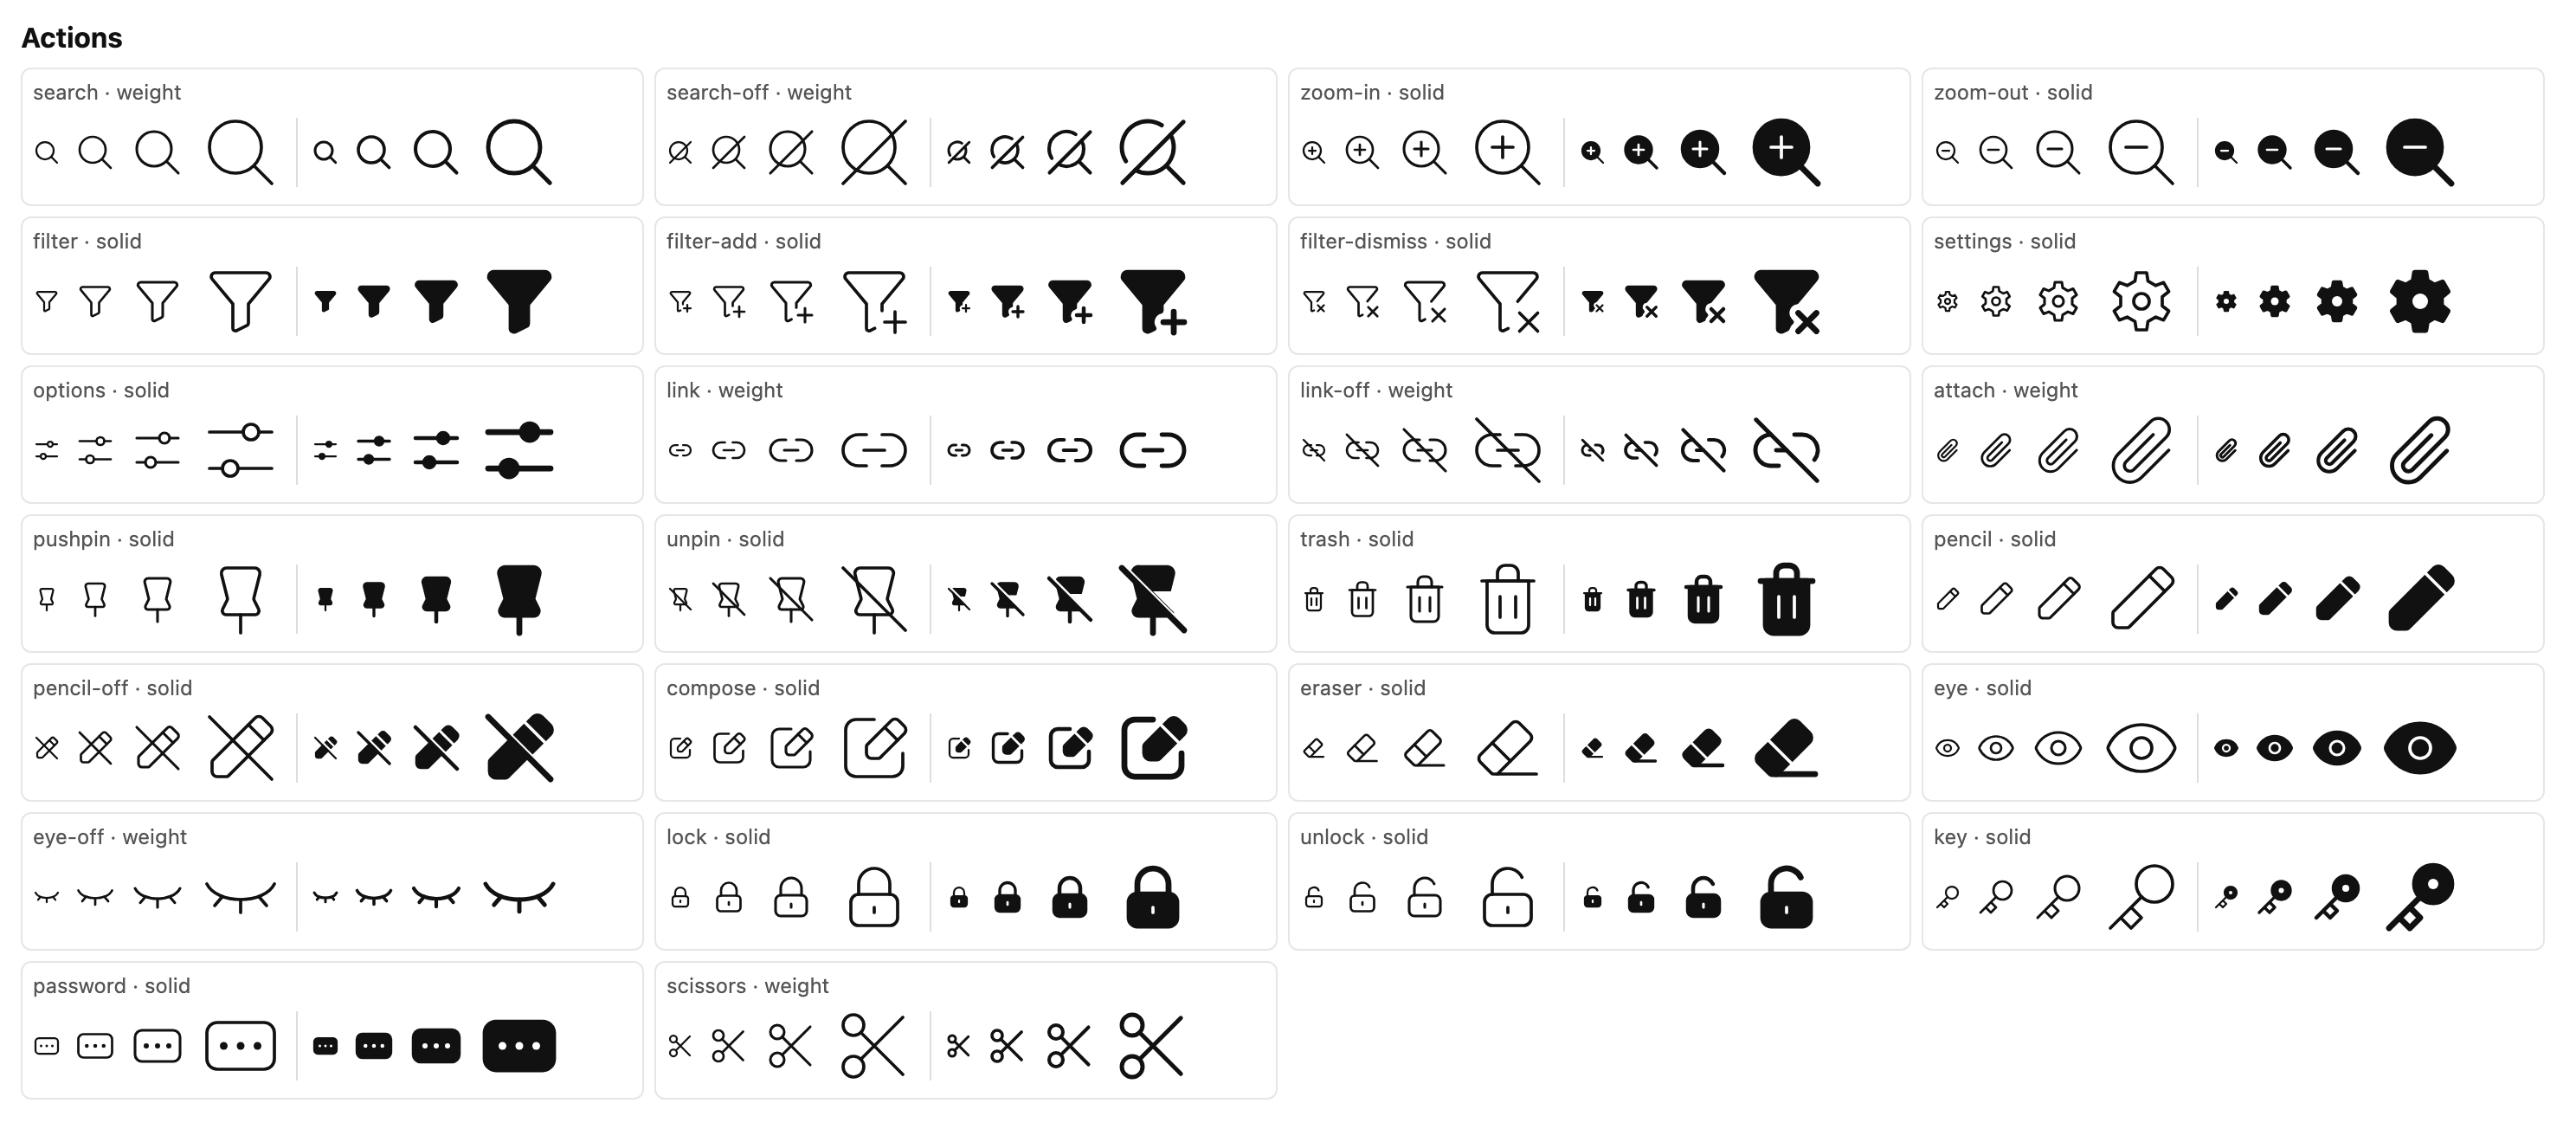 Actions
search · weight
search-off · weight
zoom-in · solid
zoom-out · solid
filter · solid
filter-add · solid
filter-dismiss · solid
settings · solid
options · solid
link · weight
link-off · weight
attach · weight
pushpin · solid
unpin · solid
trash · solid
pencil · solid
pencil-off · solid
compose · solid
eraser · solid
eye · solid
eye-off · weight
lock · solid
unlock · solid
key · solid
password · solid
scissors · weight